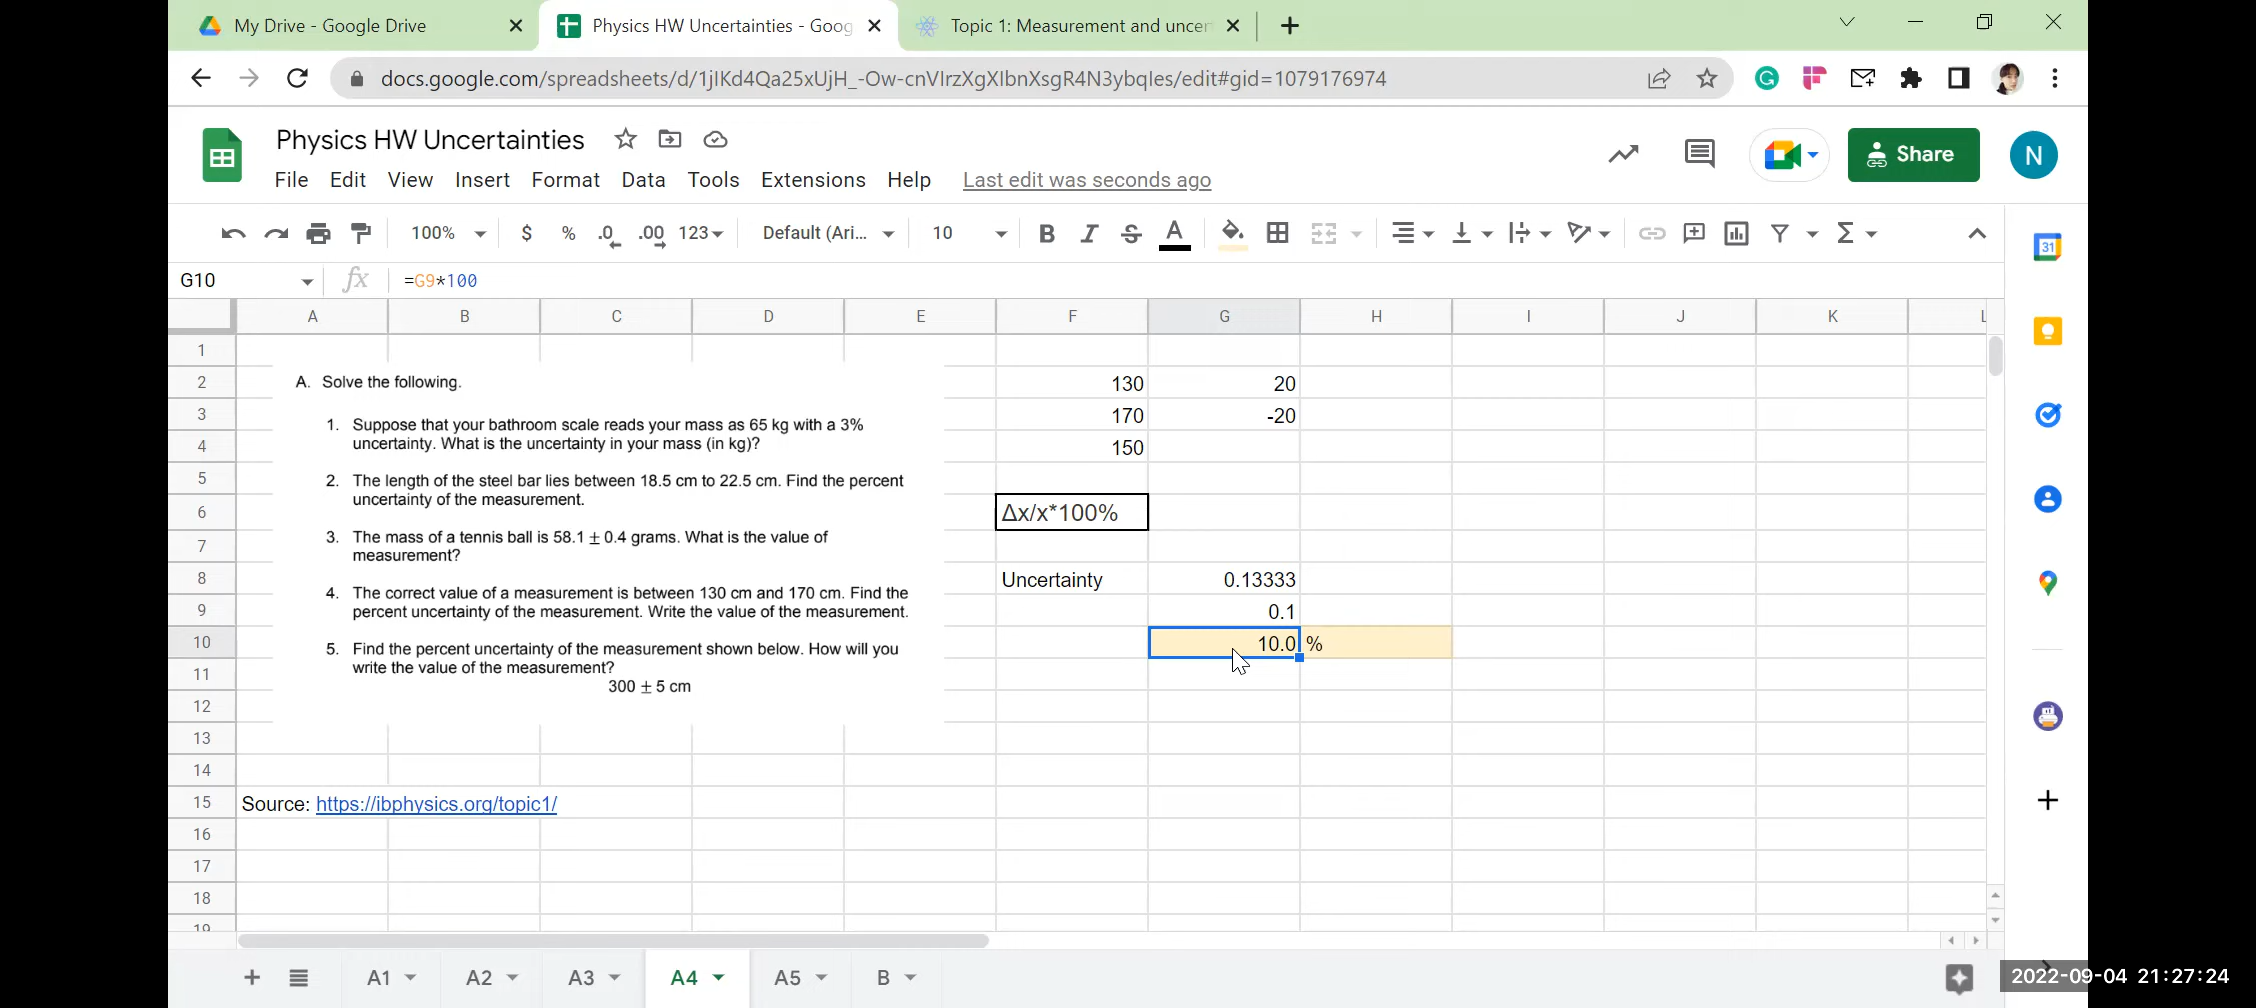 My Drive - Google Drive
Physics HW Uncertainties - Goog
Topic 1: Measurement and uncer
docs.google.com/spreadsheets/d/1jIKd4Qa25xUjH_-Ow-cnVIrzXgXIbnXsgR4N3ybqIes/edit#gid=1079176974
Physics HW Uncertainties
File Edit View Insert Format Data Tools Extensions Help Last edit was seconds ago
Share
N
100% $ % .0 .00 123 Default (Ari... 10 B I S A
31
G10 fx =G9*100
A B C D E F G H I J K L
1
2 130 20
3 170 -20
4 150
5
6 Δx/x*100%
7
8 Uncertainty 0.13333
9 0.1
10 10.0 %
11
12
13
14
15 Source: https://ibphysics.org/topic1/
16
17
18
19
A. Solve the following.
1. Suppose that your bathroom scale reads your mass as 65 kg with a 3%
uncertainty. What is the uncertainty in your mass (in kg)?
2. The length of the steel bar lies between 18.5 cm to 22.5 cm. Find the percent
uncertainty of the measurement.
3. The mass of a tennis ball is 58.1 ± 0.4 grams. What is the value of
measurement?
4. The correct value of a measurement is between 130 cm and 170 cm. Find the
percent uncertainty of the measurement. Write the value of the measurement.
5. Find the percent uncertainty of the measurement shown below. How will you
write the value of the measurement?
300 ± 5 cm
A1 A2 A3 A4 A5 B
2022-09-04 21:27:24